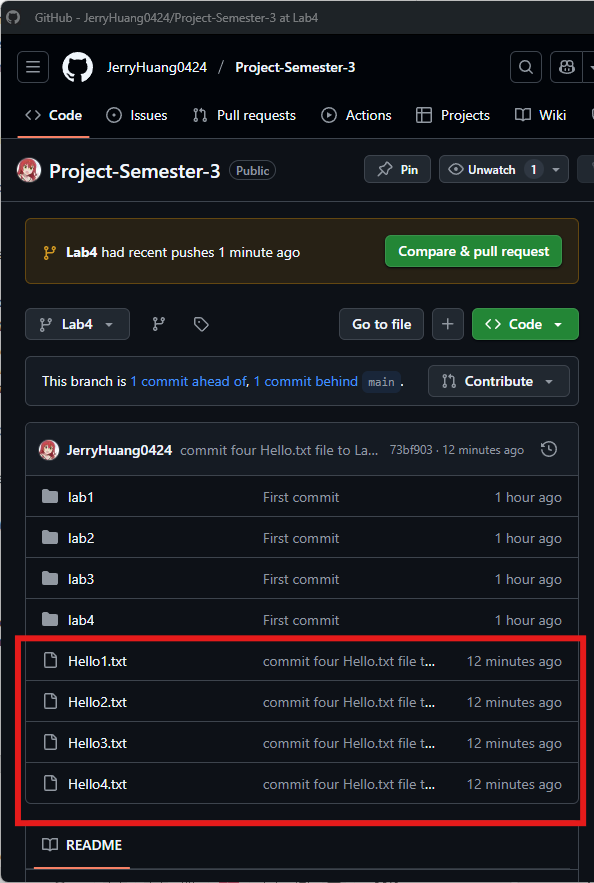 GitHub - JerryHuang0424/Project-Semester-3 at Lab4
JerryHuang0424 / Project-Semester-3
Code Issues Pull requests Actions Projects Wiki
Project-Semester-3 Public Pin Unwatch 1
Lab4 had recent pushes 1 minute ago Compare & pull request
Lab4 Go to file Code
This branch is 1 commit ahead of, 1 commit behind main . Contribute
JerryHuang0424 commit four Hello.txt file to La... 73bf903 · 12 minutes ago
lab1 First commit 1 hour ago
lab2 First commit 1 hour ago
lab3 First commit 1 hour ago
lab4 First commit 1 hour ago
Hello1.txt commit four Hello.txt file t... 12 minutes ago
Hello2.txt commit four Hello.txt file t... 12 minutes ago
Hello3.txt commit four Hello.txt file t... 12 minutes ago
Hello4.txt commit four Hello.txt file t... 12 minutes ago
README